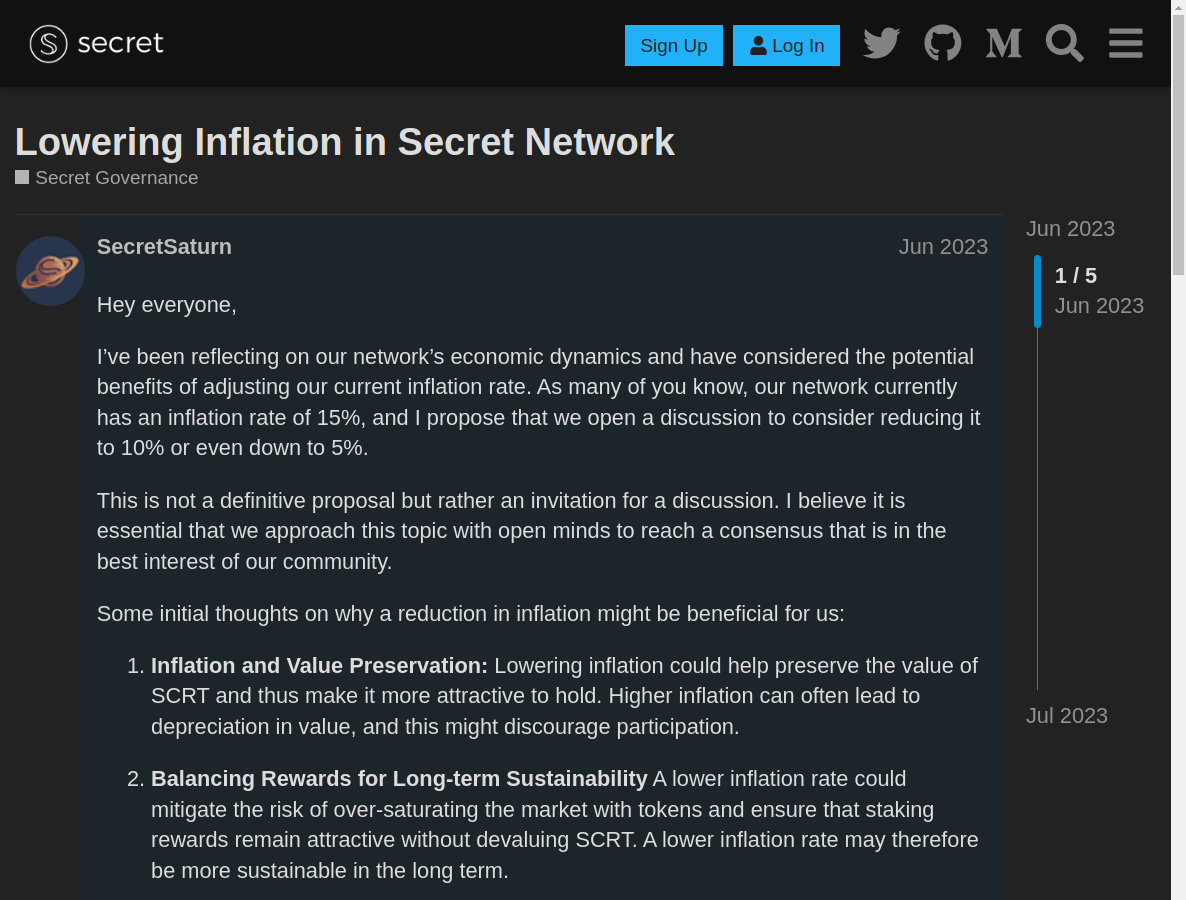 secret
Sign Up
Log In
Lowering Inflation in Secret Network
Secret Governance
SecretSaturn
Jun 2023
Hey everyone,
I’ve been reflecting on our network’s economic dynamics and have considered the potential
benefits of adjusting our current inflation rate. As many of you know, our network currently
has an inflation rate of 15%, and I propose that we open a discussion to consider reducing it
to 10% or even down to 5%.
This is not a definitive proposal but rather an invitation for a discussion. I believe it is
essential that we approach this topic with open minds to reach a consensus that is in the
best interest of our community.
Some initial thoughts on why a reduction in inflation might be beneficial for us:
1. Inflation and Value Preservation: Lowering inflation could help preserve the value of
SCRT and thus make it more attractive to hold. Higher inflation can often lead to
depreciation in value, and this might discourage participation.
2. Balancing Rewards for Long-term Sustainability A lower inflation rate could
mitigate the risk of over-saturating the market with tokens and ensure that staking
rewards remain attractive without devaluing SCRT. A lower inflation rate may therefore
be more sustainable in the long term.
Jun 2023
1 / 5
Jun 2023
Jul 2023